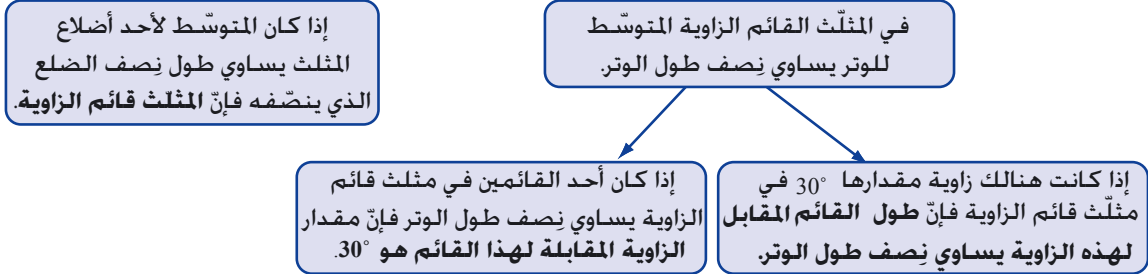 في المثلّث القائم الزاوية المتوسّط
للوتر يساوي نِصف طول الوتر.
إذا كان المتوسّط لأحد أضلاع
المثلث يساوي طول نِصف الضلع
الذي ينصّفه فإنّ المثلّث قائم الزاوية.
إذا كانت هنالك زاوية مقدارها 30° في
مثلّث قائم الزاوية فإنّ طول القائم المقابل
لهذه الزاوية يساوي نِصف طول الوتر.
إذا كان أحد القائمين في مثلث قائم
الزاوية يساوي نِصف طول الوتر فإنّ مقدار
الزاوية المقابلة لهذا القائم هو 30°.